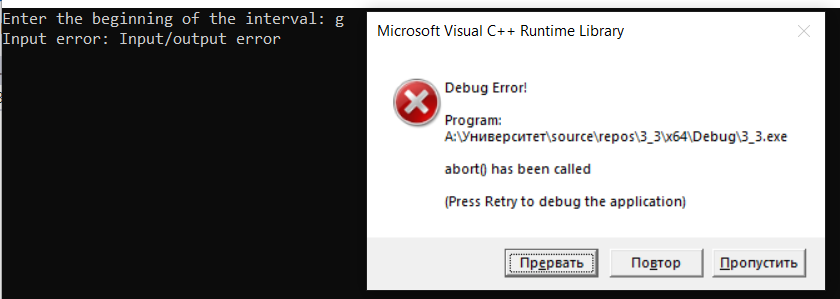 Enter the beginning of the interval: g
Input error: Input/output error
Microsoft Visual C++ Runtime Library
Debug Error!
Program:
A:\Университет\source\repos\3_3\x64\Debug\3_3.exe
abort() has been called
(Press Retry to debug the application)
Прервать
Повтор
Пропустить